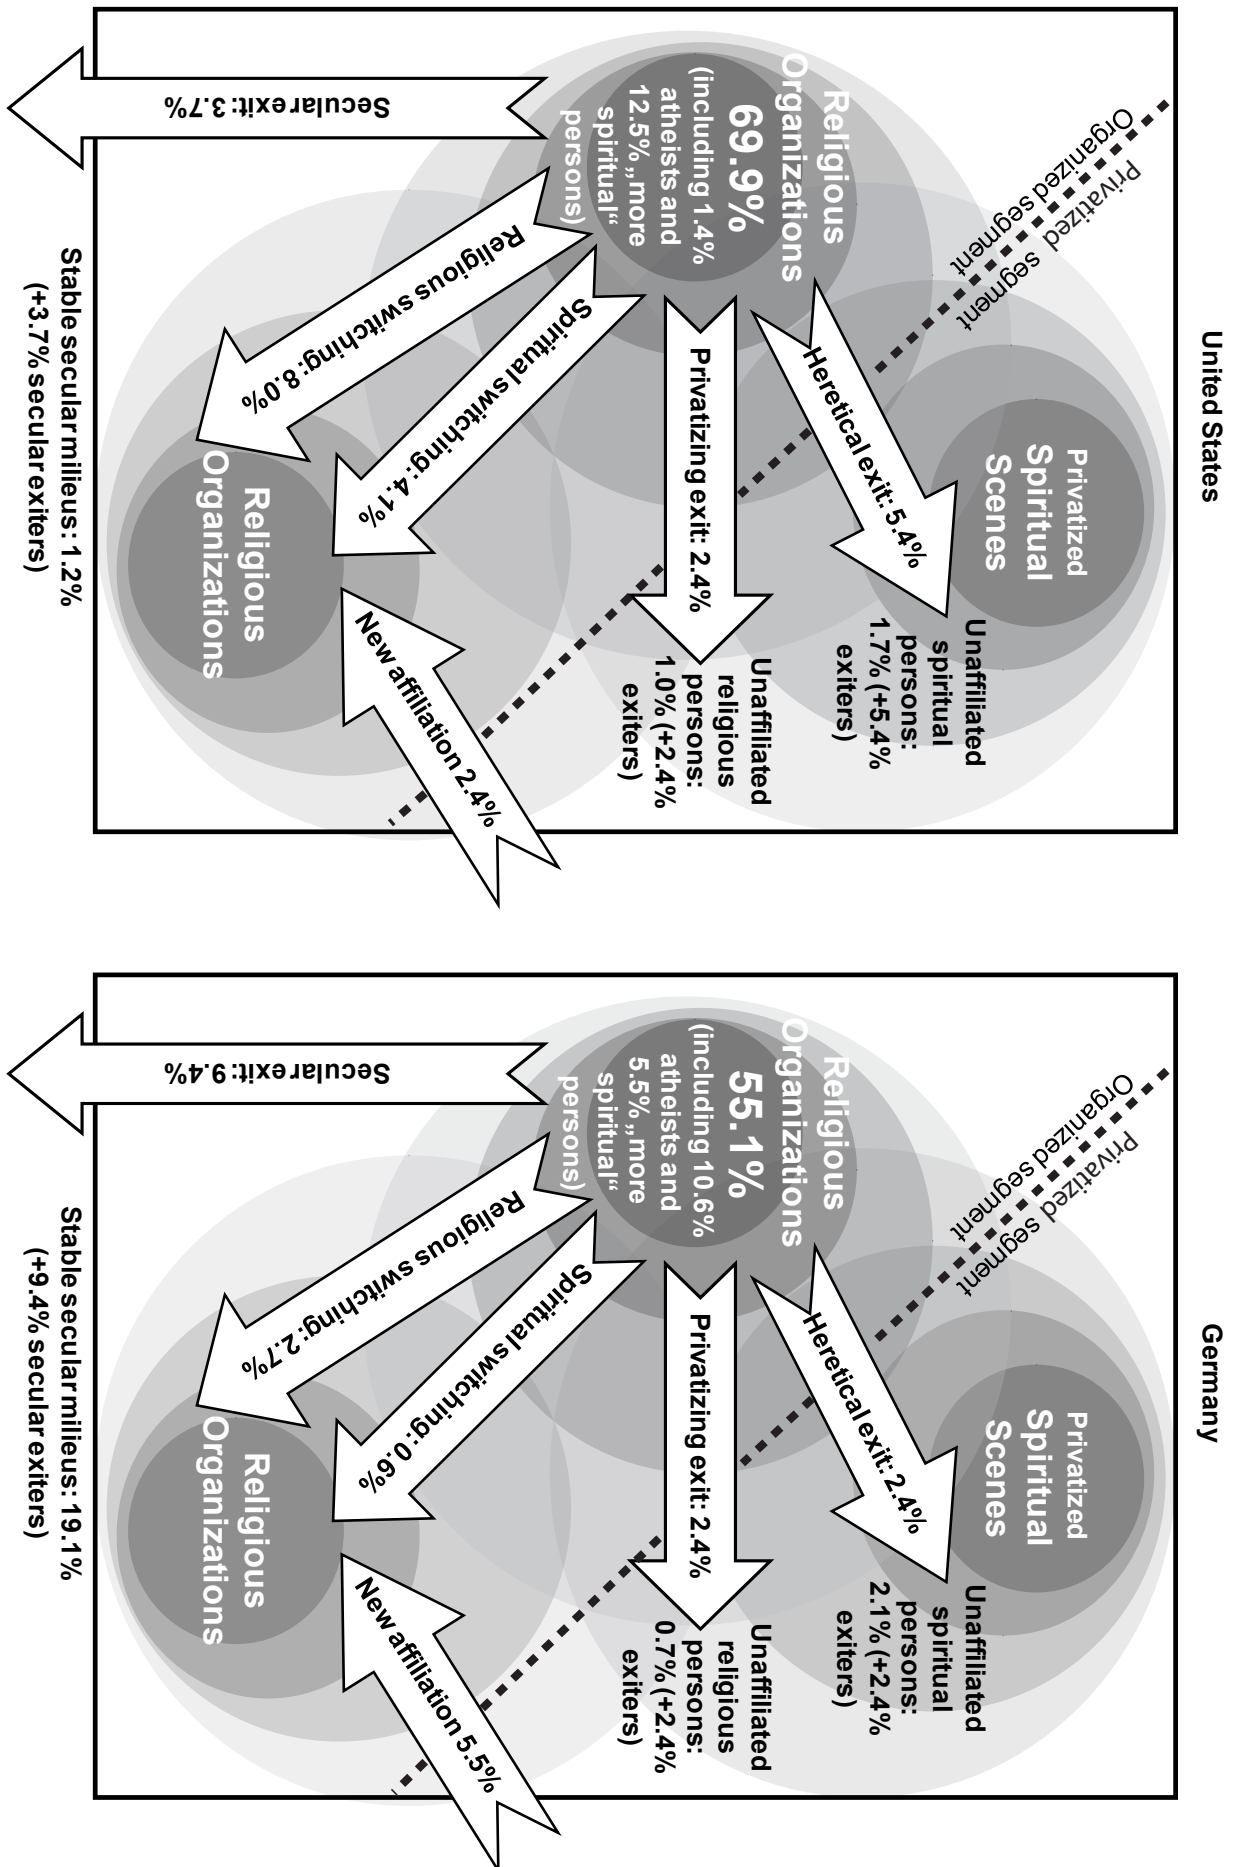 United States
Organized segment
Privatized
segment
Privatized
Spiritual
Scenes
Religious
Organizations
69.9%
(including 1.4%
atheists and
12.5% „more
spiritual“
persons)
Heretical exit: 5.4%
Unaffiliated
spiritual
persons:
1.7% (+5.4%
exiters)
Privatizing exit: 2.4%
Unaffiliated
religious
persons:
1.0% (+2.4%
exiters)
Spiritual switching: 4.1%
Religious switching: 8.0%
Secular exit: 3.7%
Religious
Organizations
New affiliation 2.4%
Stable secular milieus: 1.2%
(+3.7% secular exiters)
Germany
Organized segment
Privatized segment
Privatized
Spiritual
Scenes
Religious
Organizations
55.1%
(including 10.6%
atheists and
5.5% „more
spiritual“
persons)
Heretical exit: 2.4%
Unaffiliated
spiritual
persons:
2.1% (+2.4%
exiters)
Privatizing exit: 2.4%
Unaffiliated
religious
persons:
0.7% (+2.4%
exiters)
Spiritual switching: 0.6%
Religious switching: 2.7%
Secular exit: 9.4%
Religious
Organizations
New affiliation 5.5%
Stable secular milieus: 19.1%
(+9.4% secular exiters)